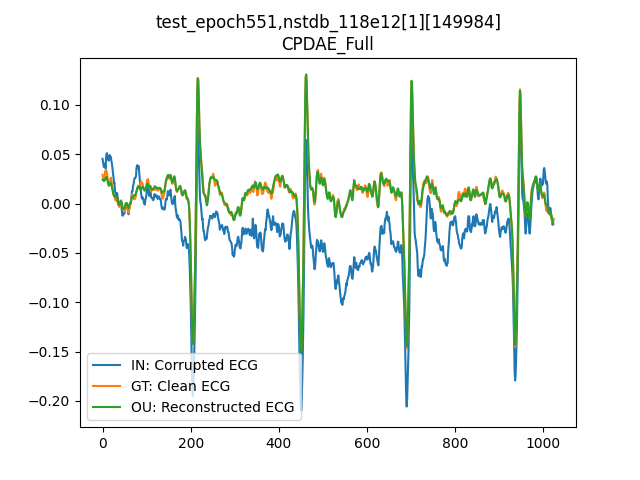 test_epoch551,nstdb_118e12[1][149984]
CPDAE_Full
0.10
0.05
0.00
−0.05
−0.10
−0.15
−0.20
IN: Corrupted ECG
GT: Clean ECG
OU: Reconstructed ECG
0 200 400 600 800 1000